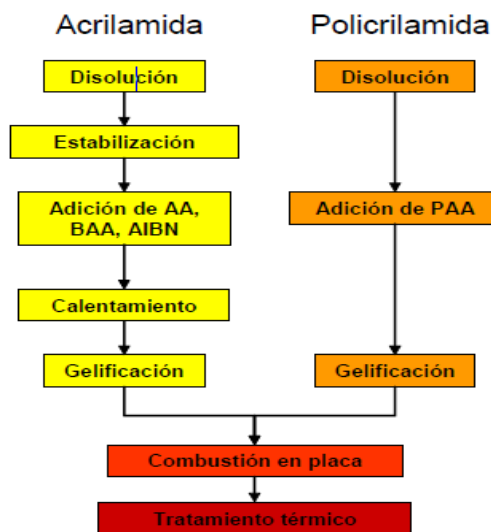 Acrilamida
Policrilamida
Disolución
Disolución
Estabilización
Adición de AA,
BAA, AIBN
Adición de PAA
Calentamiento
Gelificación
Gelificación
Combustión en placa
Tratamiento térmico